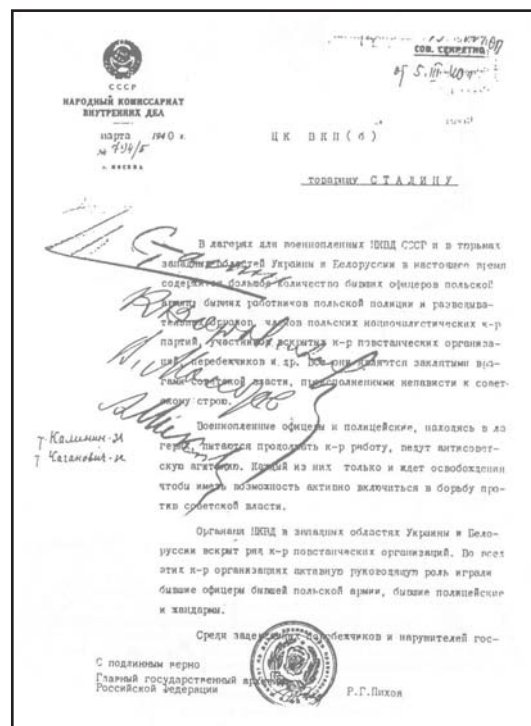 СОВ. СЕКРЕТНО
от 5.III-40
СССР
НАРОДНЫЙ КОМИССАРИАТ
ВНУТРЕННИХ ДЕЛ
марта 1940 г.
№ 794/Б
г. МОСКВА
ЦК ВКП(б)
товарищу СТАЛИНУ
В лагерях для военнопленных НКВД СССР и в тюрьмах
западных областей Украины и Белоруссии в настоящее время
содержится большое количество бывших офицеров польской
армии, бывших работников польской полиции и разведыва-
тельных органов, членов польских националистических к-р
партий, участников вскрытых к-р повстанческих организа-
ций, перебежчиков и др. Все они являются заклятыми вра-
гами советской власти, преисполненными ненависти к совет-
скому строю.
Военнопленные офицеры и полицейские, находясь в ла-
герях, пытаются продолжать к-р работу, ведут антисовет-
скую агитацию. Каждый из них только и ждет освобождения
чтобы иметь возможность активно включиться в борьбу про-
тив советской власти.
т. Калинин - за
т. Каганович - за
Органами НКВД в западных областях Украины и Бело-
руссии вскрыт ряд к-р повстанческих организаций. Во всех
этих к-р организациях активную руководящую роль играли
бывшие офицеры бывшей польской армии, бывшие полицейские
и жандармы.
Среди задержанных перебежчиков и нарушителей гос-
С подлинным верно
Главный государственный
Российской Федерации
Р.Г.Пихоя